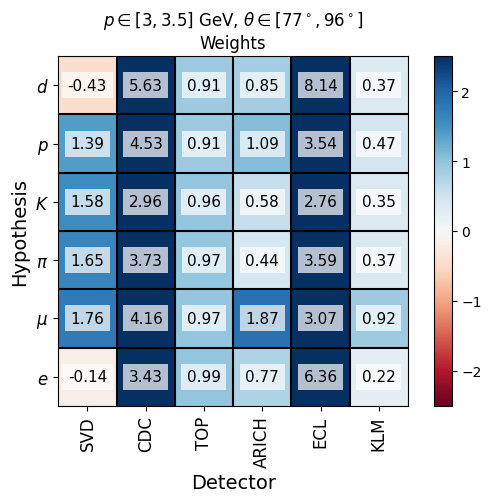 p ∈ [3, 3.5] GeV, θ ∈ [77°, 96°]
Weights
d -0.43 5.63 0.91 0.85 8.14 0.37
p 1.39 4.53 0.91 1.09 3.54 0.47
K 1.58 2.96 0.96 0.58 2.76 0.35
π 1.65 3.73 0.97 0.44 3.59 0.37
μ 1.76 4.16 0.97 1.87 3.07 0.92
e -0.14 3.43 0.99 0.77 6.36 0.22
Hypothesis
SVD CDC TOP ARICH ECL KLM
Detector
2
1
0
−1
−2